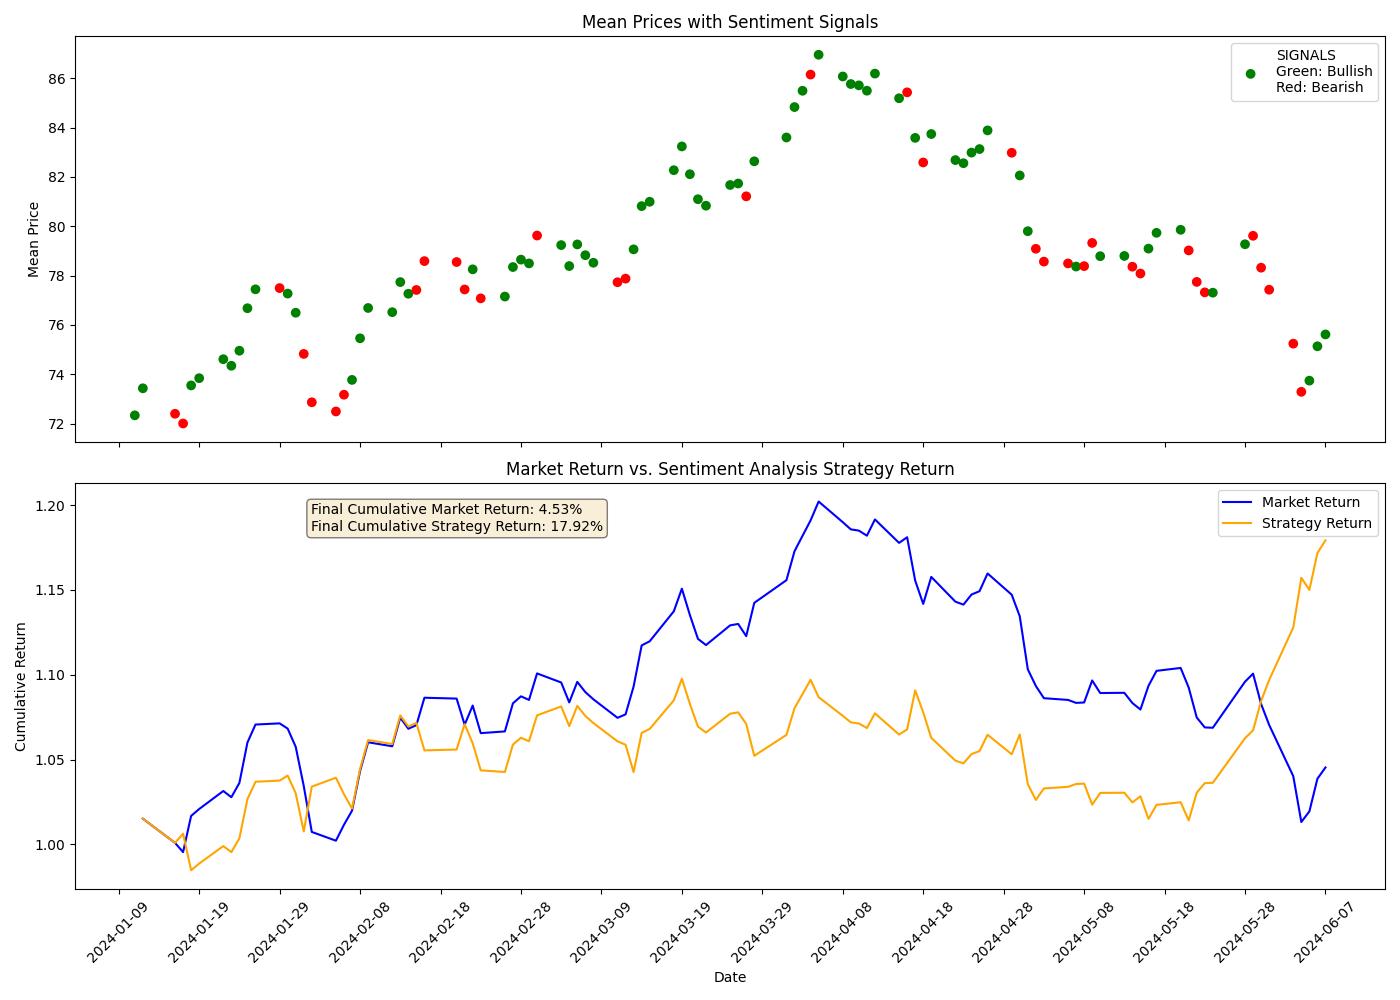 Mean Prices with Sentiment Signals
SIGNALS
Green: Bullish
Red: Bearish
Mean Price
86
84
82
80
78
76
74
72
Market Return vs. Sentiment Analysis Strategy Return
Final Cumulative Market Return: 4.53%
Final Cumulative Strategy Return: 17.92%
Market Return
Strategy Return
Cumulative Return
1.20
1.15
1.10
1.05
1.00
2024-01-09
2024-01-19
2024-01-29
2024-02-08
2024-02-18
2024-02-28
2024-03-09
2024-03-19
2024-03-29
2024-04-08
2024-04-18
2024-04-28
2024-05-08
2024-05-18
2024-05-28
2024-06-07
Date